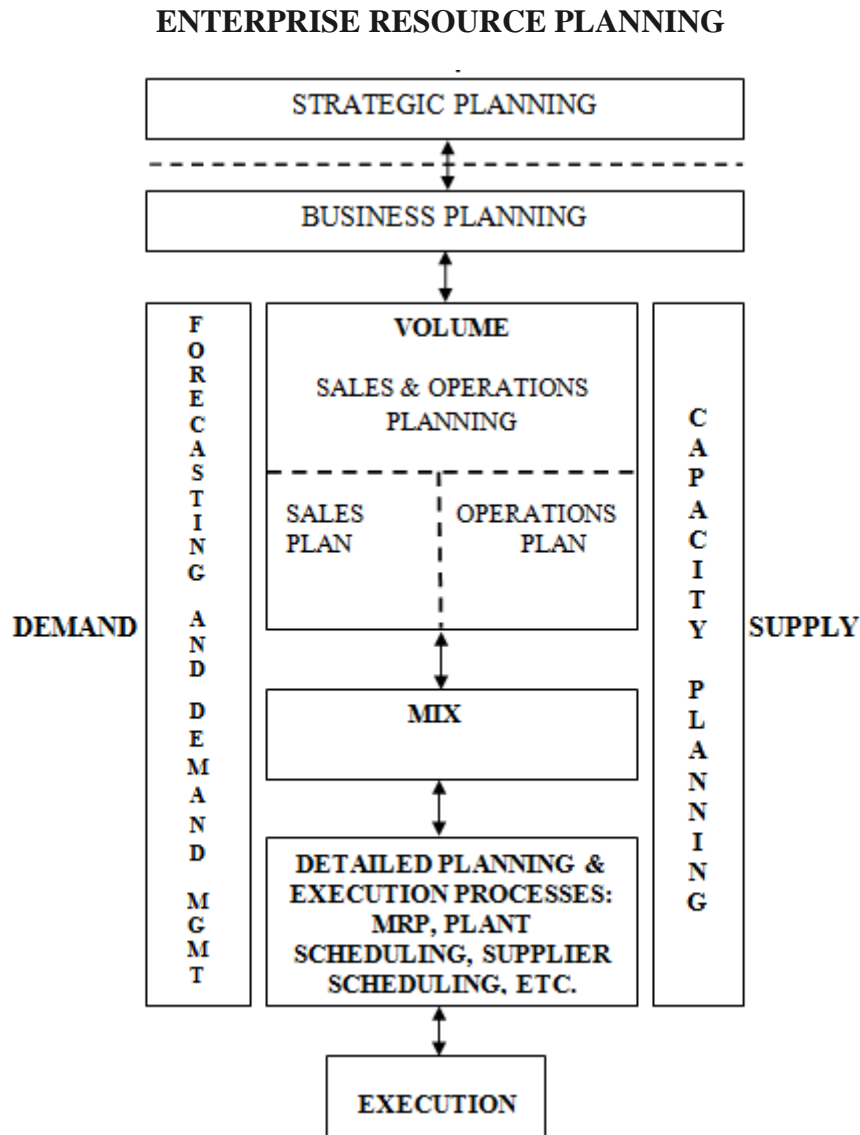 ENTERPRISE RESOURCE PLANNING
STRATEGIC PLANNING
BUSINESS PLANNING
FORECASTING AND DEMAND MGMT
VOLUME
SALES & OPERATIONS
PLANNING
SALES
PLAN
OPERATIONS
PLAN
CAPACITY PLANNING
DEMAND
SUPPLY
MIX
DETAILED PLANNING &
EXECUTION PROCESSES:
MRP, PLANT
SCHEDULING, SUPPLIER
SCHEDULING, ETC.
EXECUTION